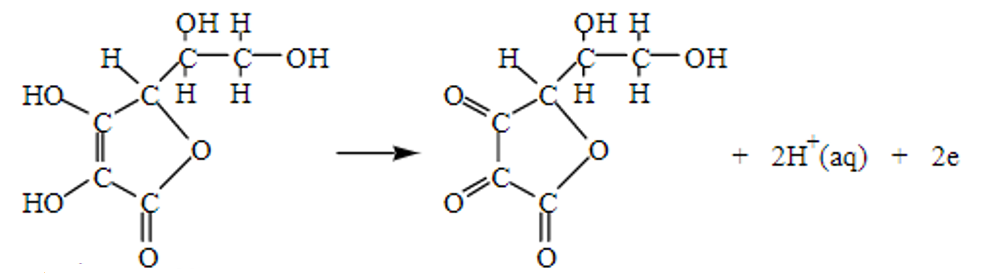 OH H OH H
H C C OH H C C OH
HO C H H O C H H
C O C O + 2H+(aq) + 2e
C C
HO C O C
O O